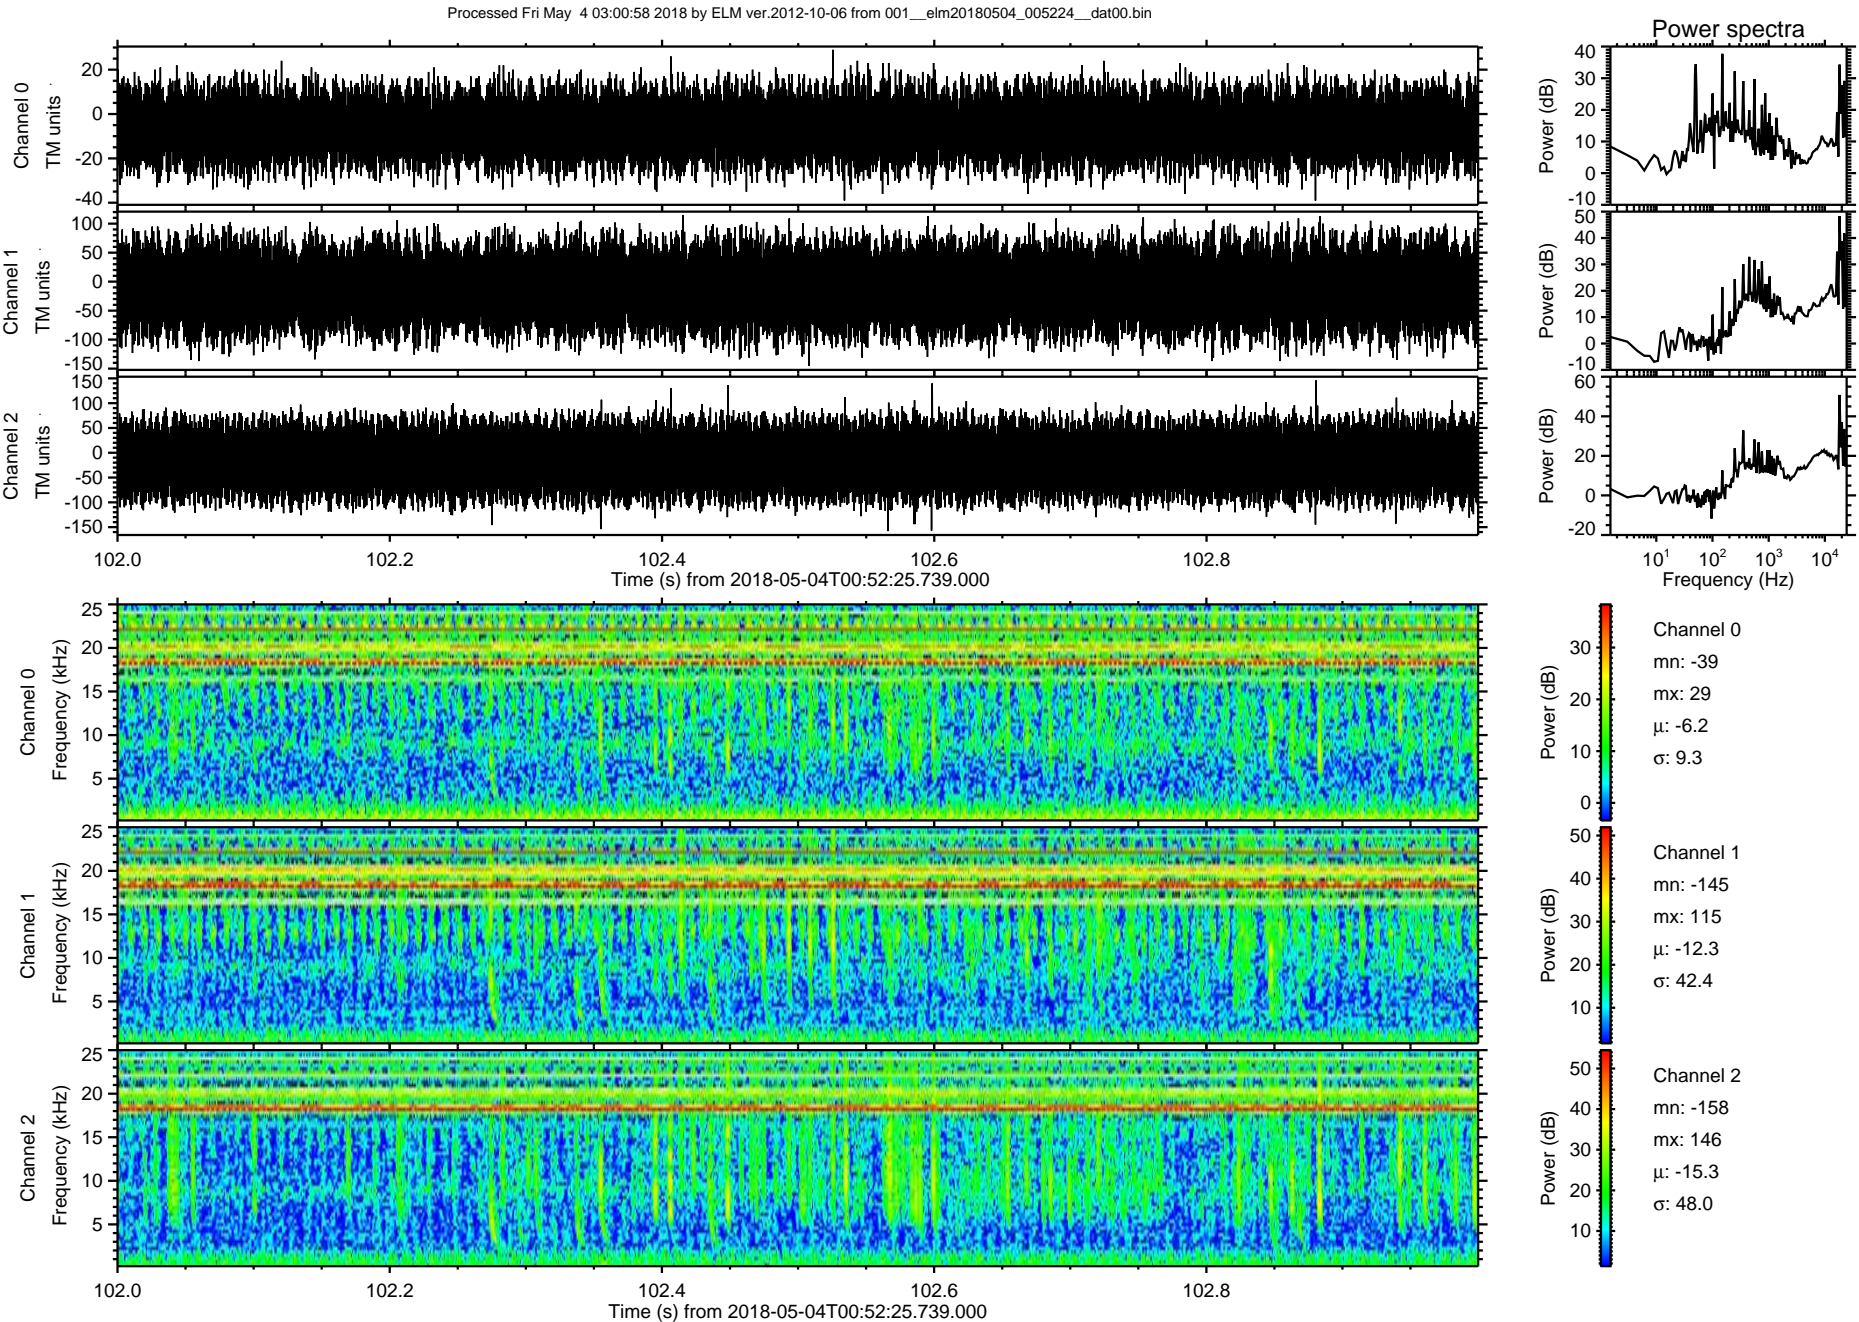 Processed Fri May  4 03:00:58 2018 by ELM ver.2012-10-06 from 001__elm20180504_005224__dat00.bin
Power spectra
Channel 0
TM units
20
0
-20
-40
Power (dB)
40
30
20
10
0
-10
Channel 1
TM units
100
50
0
-50
-100
-150
Power (dB)
50
40
30
20
10
0
-10
Channel 2
TM units
150
100
50
0
-50
-100
-150
Power (dB)
60
40
20
0
-20
102.0 102.2 102.4 102.6 102.8
Time (s) from 2018-05-04T00:52:25.739.000
10¹ 10² 10³ 10⁴
Frequency (Hz)
Channel 0
Frequency (kHz)
25
20
15
10
5
Power (dB)
30
20
10
0
Channel 0
mn: -39
mx: 29
μ: -6.2
σ: 9.3
Channel 1
Frequency (kHz)
25
20
15
10
5
Power (dB)
50
40
30
20
10
Channel 1
mn: -145
mx: 115
μ: -12.3
σ: 42.4
Channel 2
Frequency (kHz)
25
20
15
10
5
Power (dB)
50
40
30
20
10
Channel 2
mn: -158
mx: 146
μ: -15.3
σ: 48.0
102.0 102.2 102.4 102.6 102.8
Time (s) from 2018-05-04T00:52:25.739.000